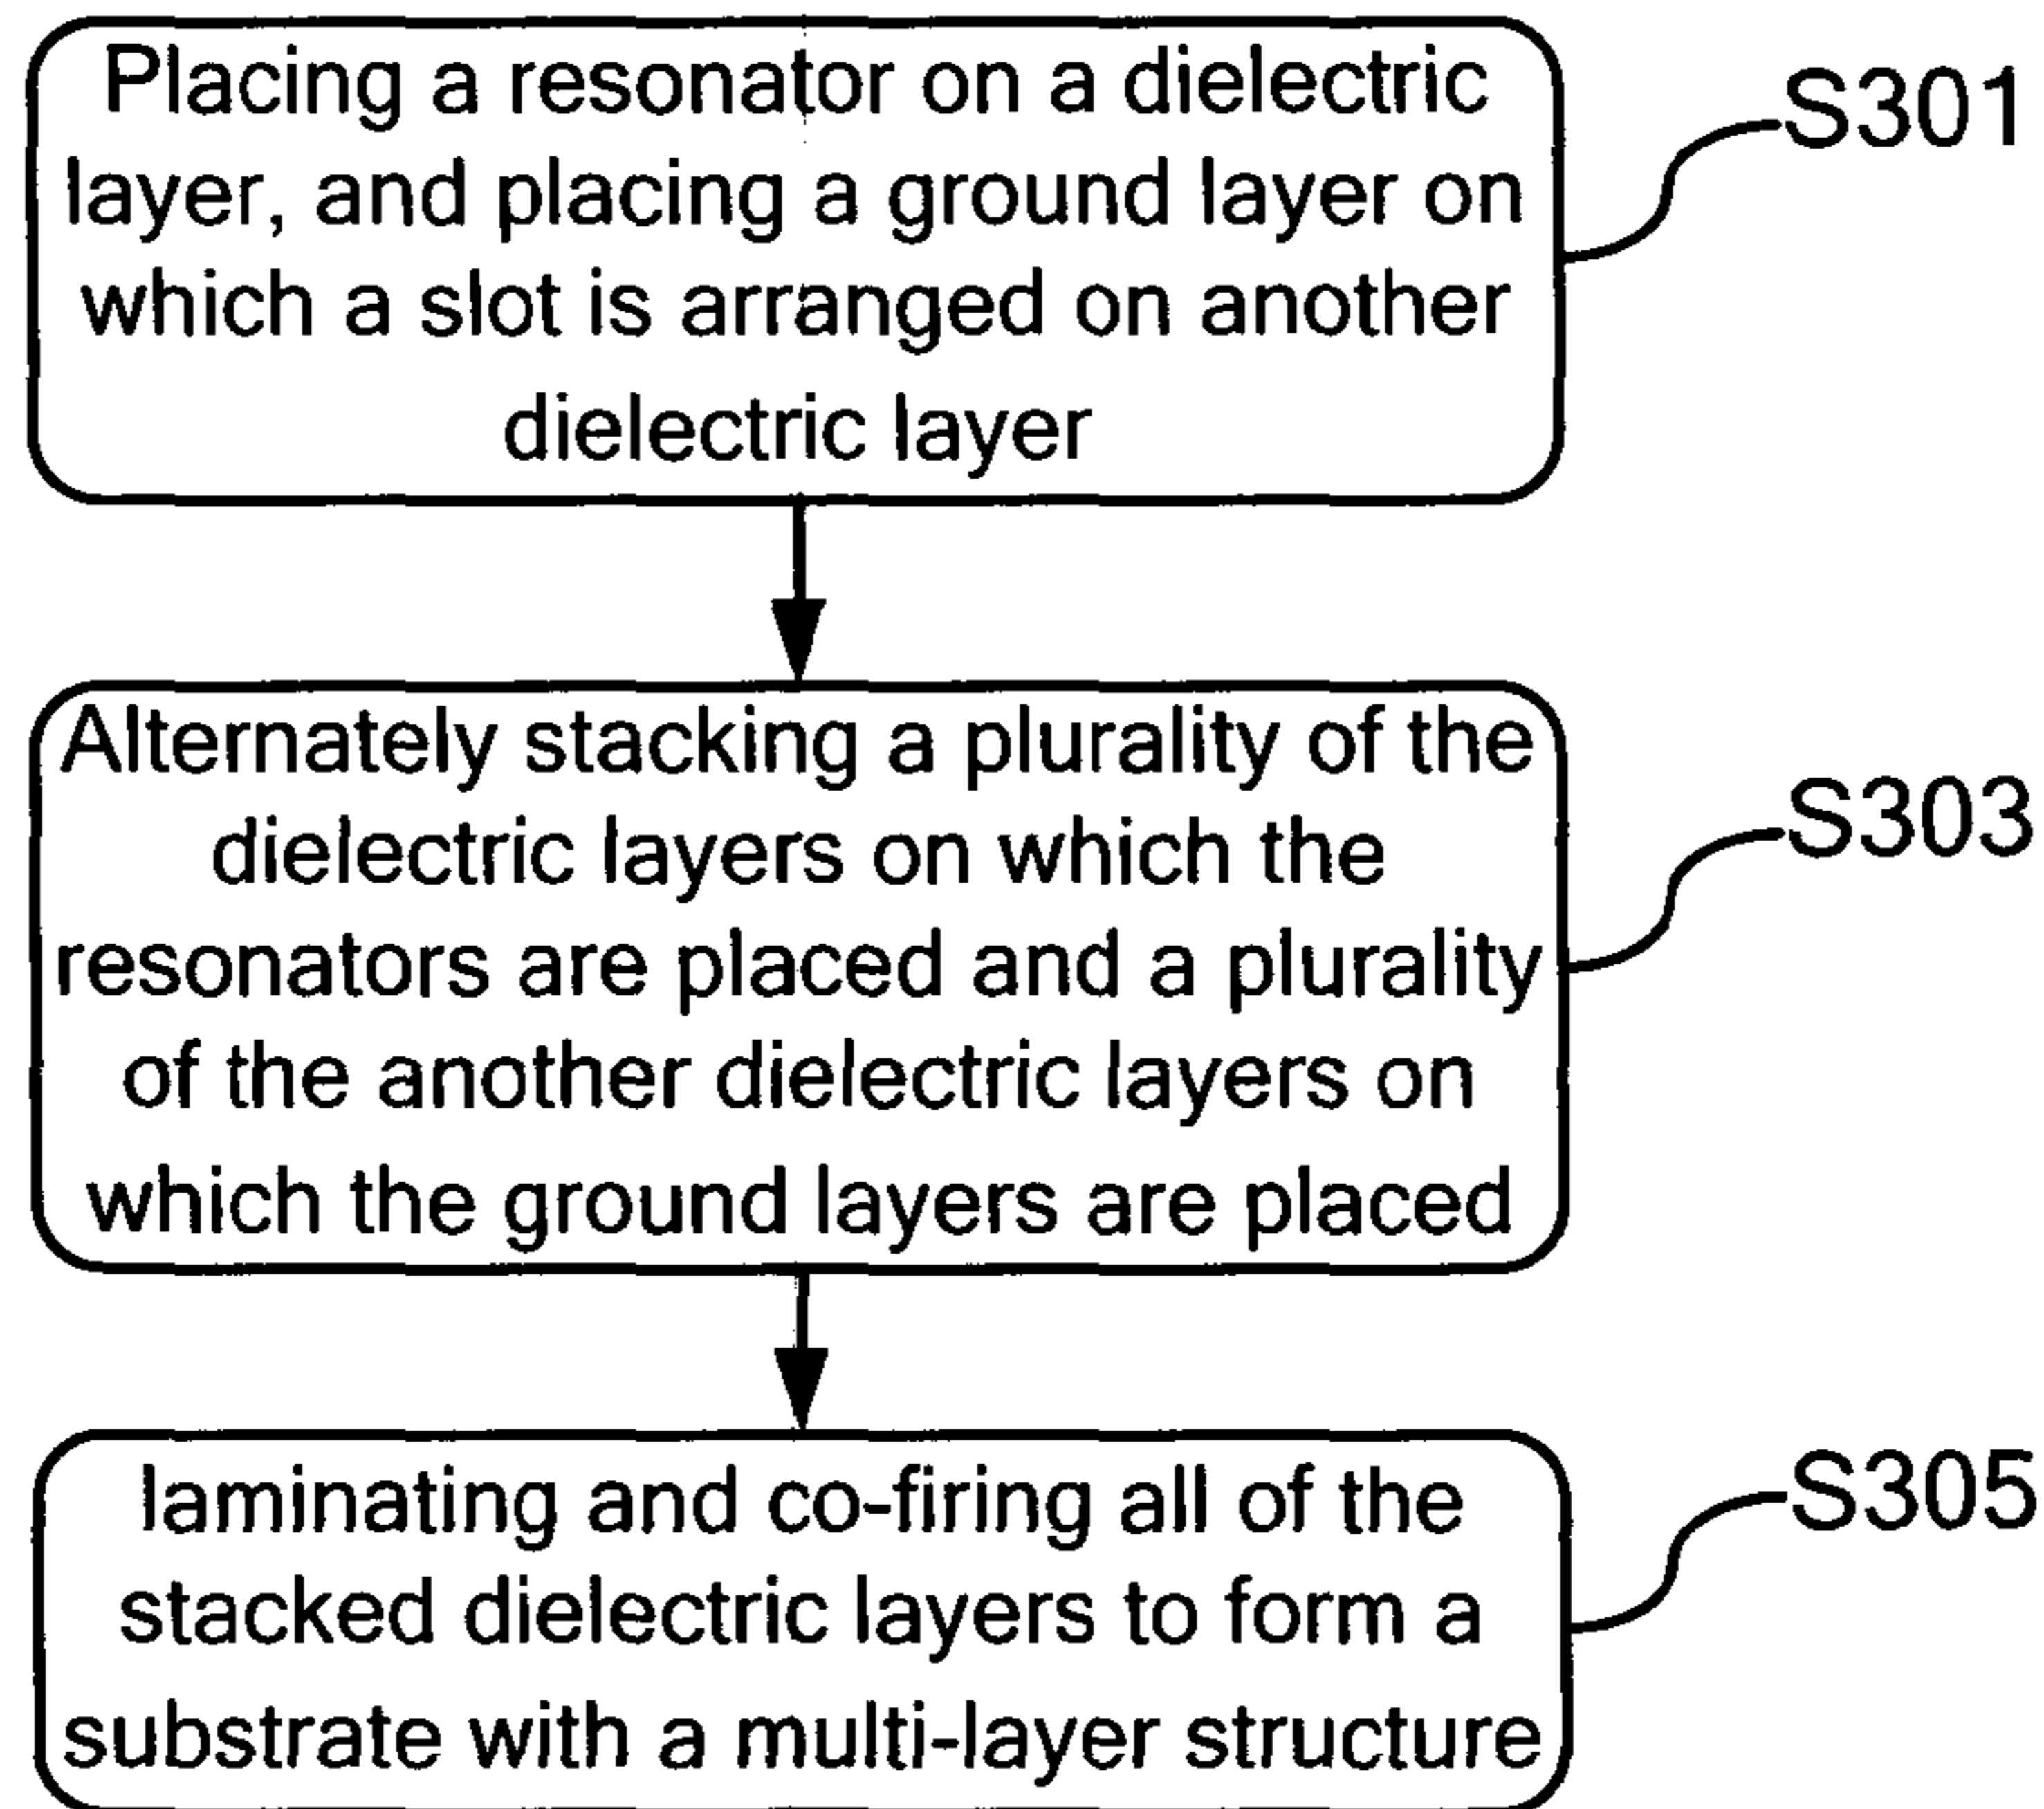 Placing a resonator on a dielectric
layer, and placing a ground layer on
which a slot is arranged on another
dielectric layer
S301
Alternately stacking a plurality of the
dielectric layers on which the
resonators are placed and a plurality
of the another dielectric layers on
which the ground layers are placed
S303
laminating and co-firing all of the
stacked dielectric layers to form a
substrate with a multi-layer structure
S305